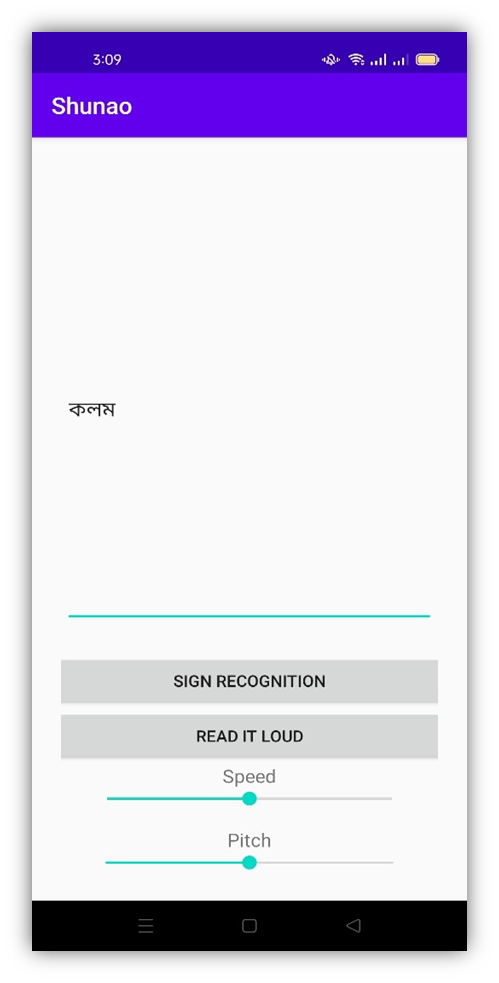 3:09
Shunao
কলম
SIGN RECOGNITION
READ IT LOUD
Speed
Pitch